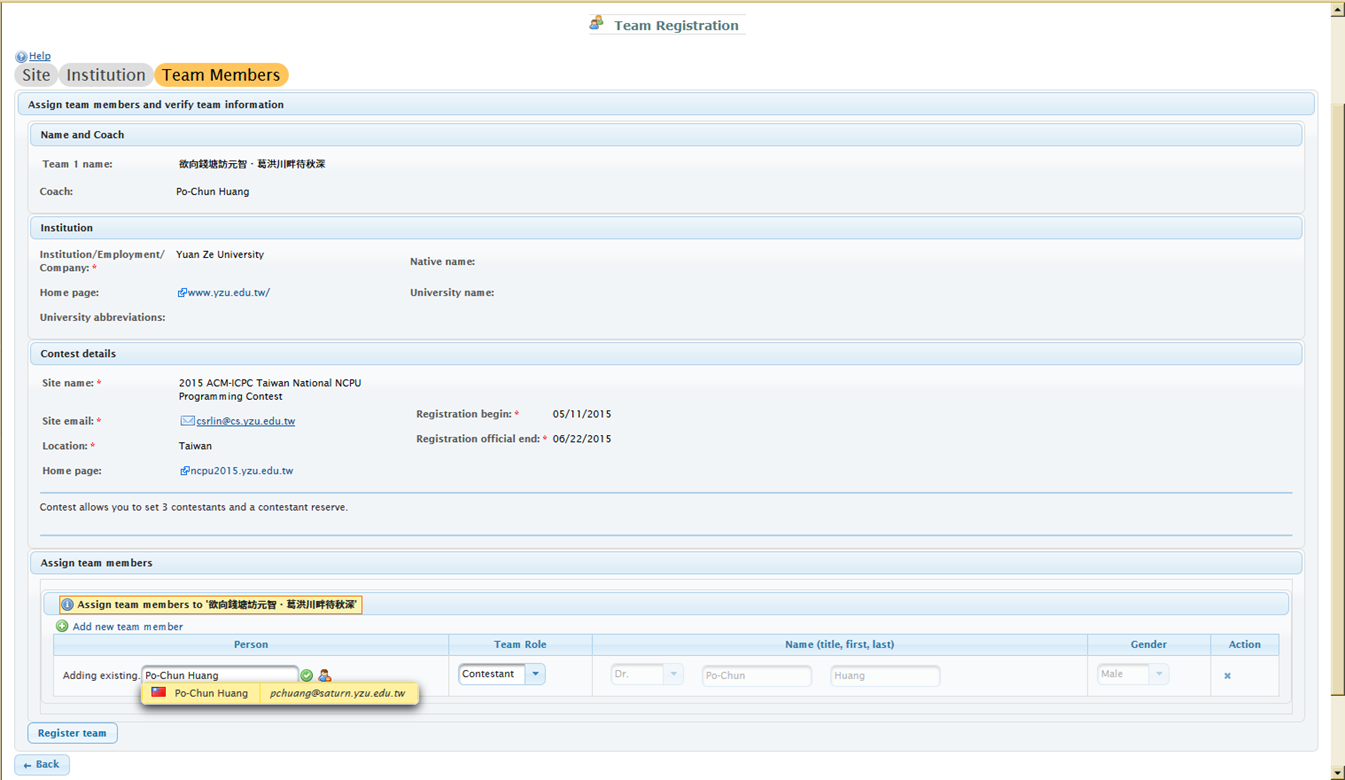 Team Registration
Help
Site Institution Team Members
Assign team members and verify team information
Name and Coach
Team 1 name: 欲向錢塘訪元智‧葛洪川畔待秋深
Coach: Po-Chun Huang
Institution
Institution/Employment/ Yuan Ze University
Company: * Native name:
Home page: www.yzu.edu.tw/ University name:
University abbreviations:
Contest details
Site name: * 2015 ACM-ICPC Taiwan National NCPU
Programming Contest
Site email: * csrlin@cs.yzu.edu.tw Registration begin: * 05/11/2015
Location: * Taiwan Registration official end: * 06/22/2015
Home page: ncpu2015.yzu.edu.tw
Contest allows you to set 3 contestants and a contestant reserve.
Assign team members
Assign team members to '欲向錢塘訪元智‧葛洪川畔待秋深'
Add new team member
Person Team Role Name (title, first, last) Gender Action
Adding existing. Po-Chun Huang Contestant Dr. Po-Chun Huang Male ×
Po-Chun Huang pchuang@saturn.yzu.edu.tw
Register team
← Back